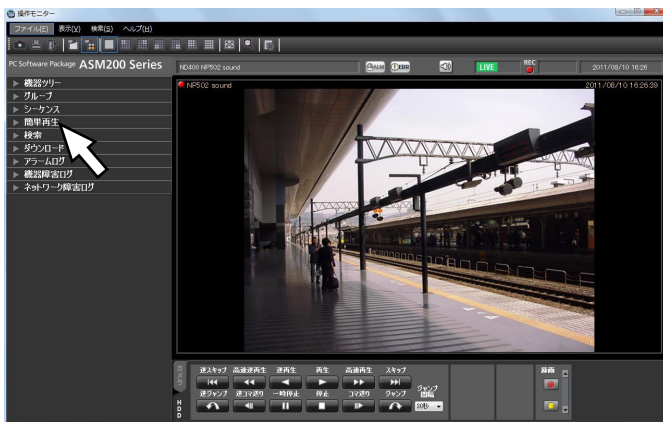 操作モニター
ファイル(F) 表示(V) 検索(S) ヘルプ(H)
PC Software Package ASM200 Series
ND400 NP502 sound
ALM
ERR
LIVE
REC
2011/08/10 16:26
▶ 機器ツリー
▶ グループ
▶ シーケンス
▶ 簡単再生
▶ 検索
▶ ダウンロード
▶ アラームログ
▶ 機器障害ログ
▶ ネットワーク障害ログ
NP502 sound
2011/08/10 16:26:39
カメラ
HDD
逆スキップ 高速逆再生 逆再生 再生 高速再生 スキップ
逆ジャンプ 逆コマ送り 一時停止 停止 コマ送り ジャンプ
ジャンプ間隔
30秒
録画